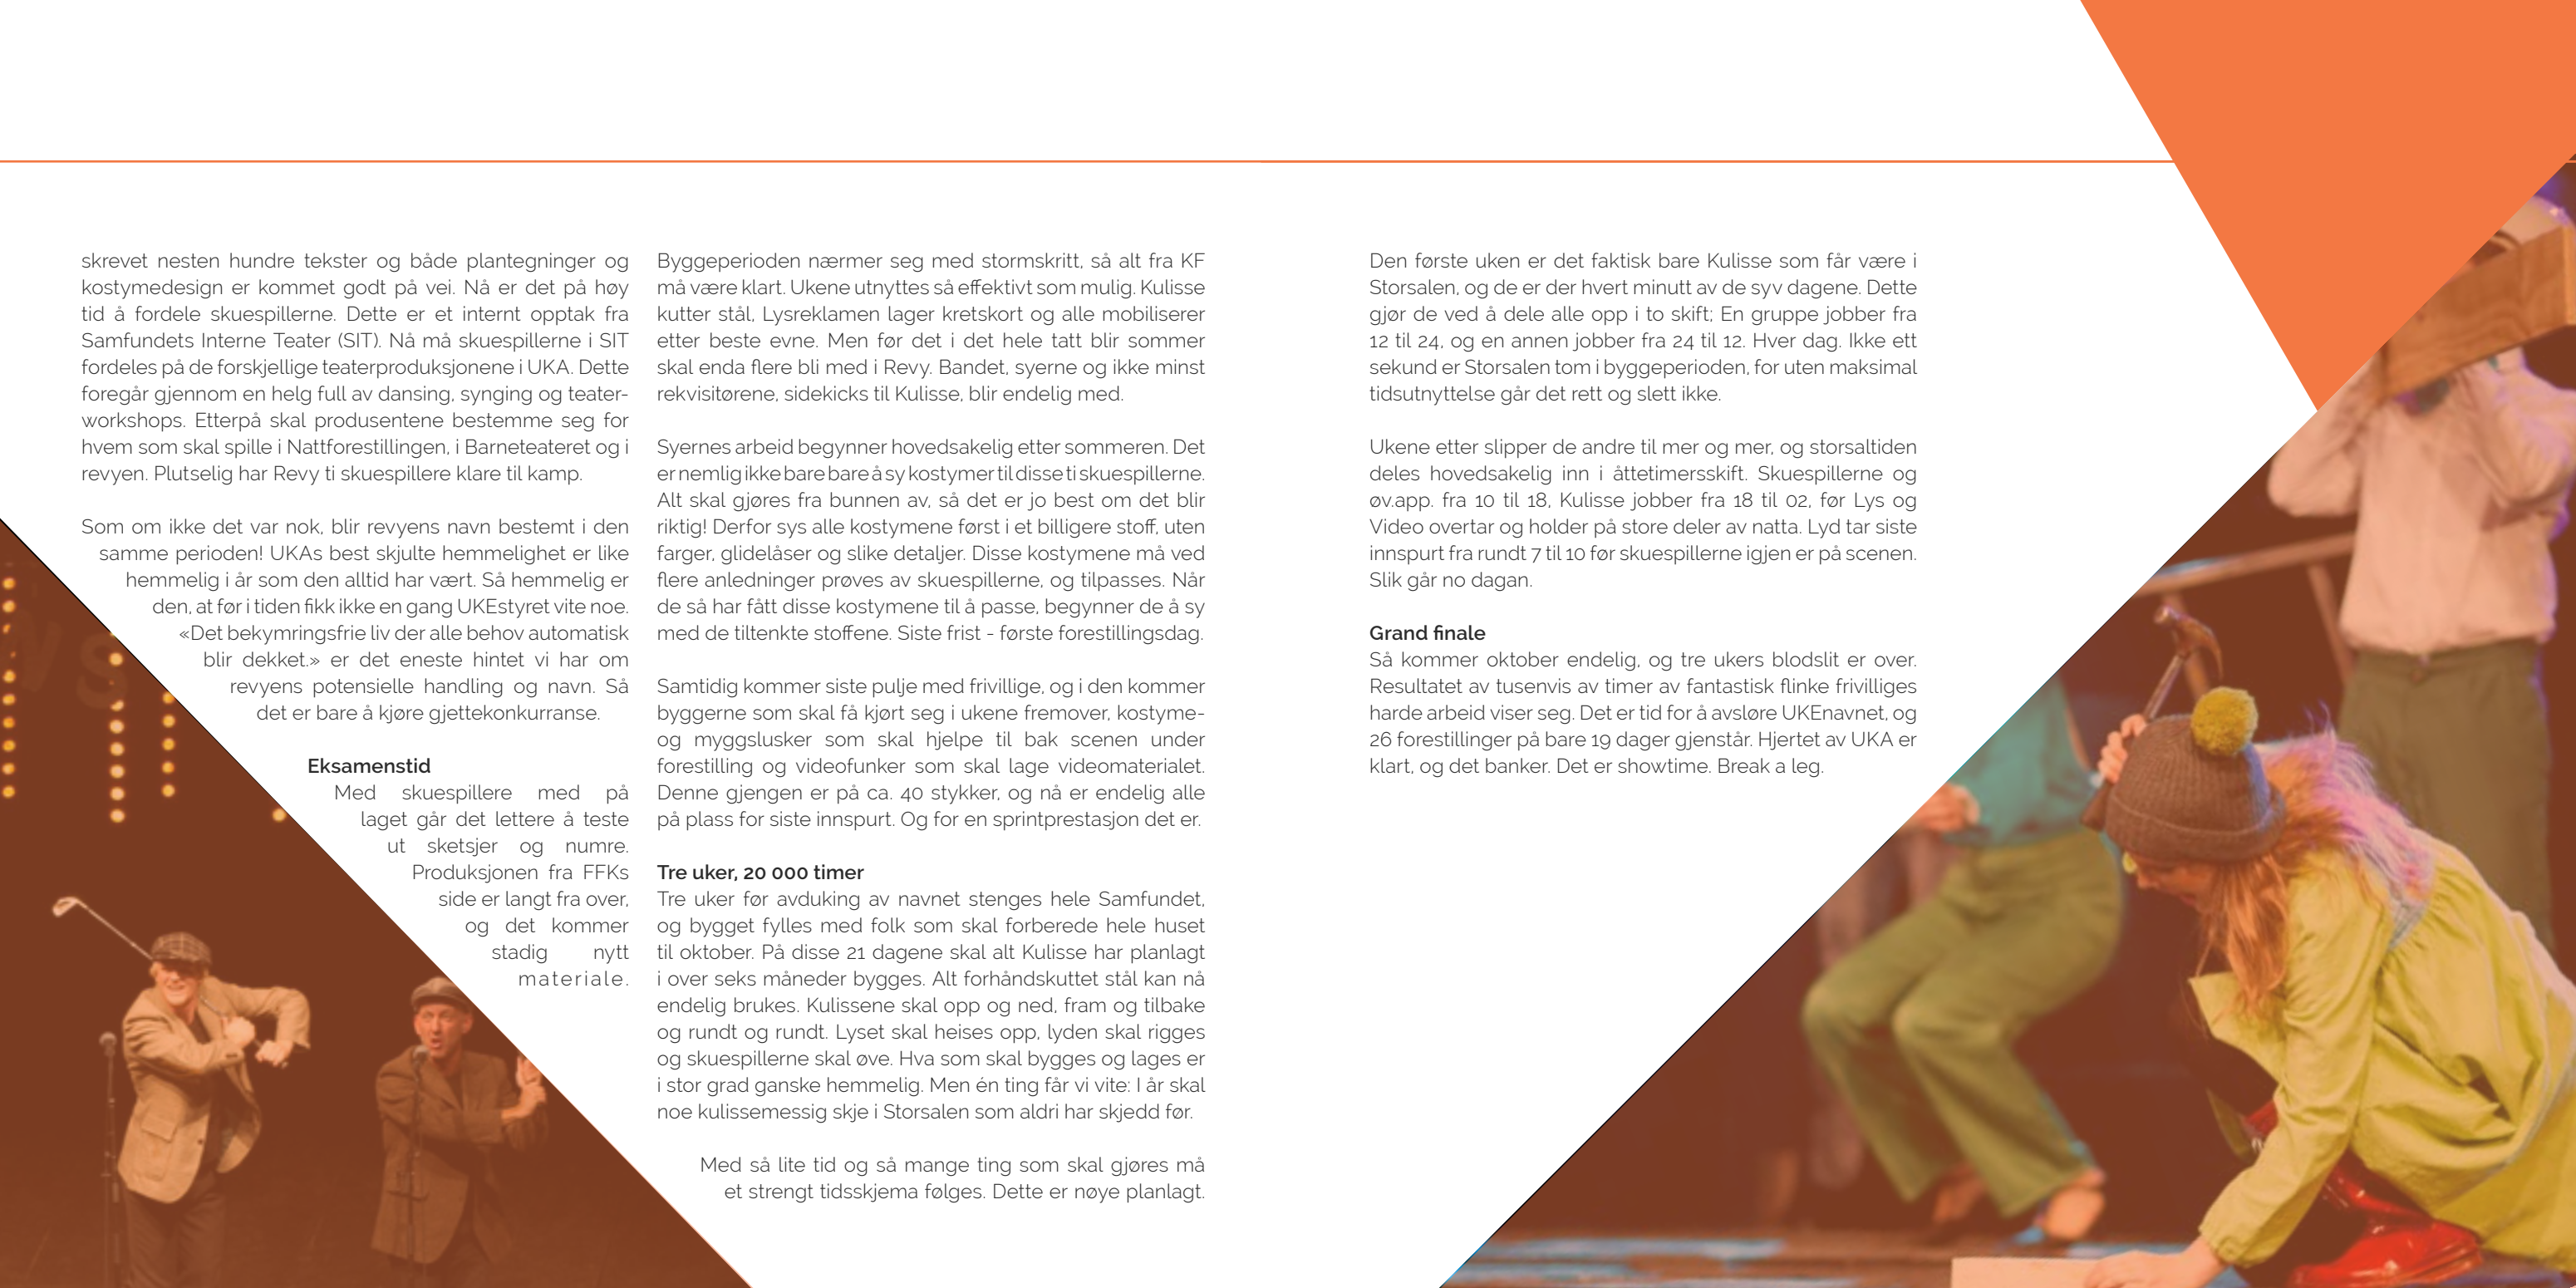 skrevet nesten hundre tekster og både plantegninger og
kostymedesign er kommet godt på vei. Nå er det på høy
tid å fordele skuespillerne. Dette er et internt opptak fra
Samfundets Interne Teater (SIT). Nå må skuespillerne i SIT
fordeles på de forskjellige teaterproduksjonene i UKA. Dette
foregår gjennom en helg full av dansing, synging og teater-
workshops. Etterpå skal produsentene bestemme seg for
hvem som skal spille i Nattforestillingen, i Barneteateret og i
revyen. Plutselig har Revy ti skuespillere klare til kamp.
Som om ikke det var nok, blir revyens navn bestemt i den
samme perioden! UKAs best skjulte hemmelighet er like
hemmelig i år som den alltid har vært. Så hemmelig er
den, at før i tiden fikk ikke en gang UKEstyret vite noe.
«Det bekymringsfrie liv der alle behov automatisk
blir dekket.» er det eneste hintet vi har om
revyens potensielle handling og navn. Så
det er bare å kjøre gjettekonkurranse.
Eksamenstid
Med skuespillere med på
laget går det lettere å teste
ut sketsjer og numre.
Produksjonen fra FFKs
side er langt fra over,
og det kommer
stadig nytt
materiale.
Byggeperioden nærmer seg med stormskritt, så alt fra KF
må være klart. Ukene utnyttes så effektivt som mulig. Kulisse
kutter stål, Lysreklamen lager kretskort og alle mobiliserer
etter beste evne. Men før det i det hele tatt blir sommer
skal enda flere bli med i Revy. Bandet, syerne og ikke minst
rekvisitørene, sidekicks til Kulisse, blir endelig med.
Syernes arbeid begynner hovedsakelig etter sommeren. Det
er nemlig ikke bare bare å sy kostymer til disse ti skuespillerne.
Alt skal gjøres fra bunnen av, så det er jo best om det blir
riktig! Derfor sys alle kostymene først i et billigere stoff, uten
farger, glidelåser og slike detaljer. Disse kostymene må ved
flere anledninger prøves av skuespillerne, og tilpasses. Når
de så har fått disse kostymene til å passe, begynner de å sy
med de tiltenkte stoffene. Siste frist - første forestillingsdag.
Samtidig kommer siste pulje med frivillige, og i den kommer
byggerne som skal få kjørt seg i ukene fremover, kostyme-
og myggslusker som skal hjelpe til bak scenen under
forestilling og videofunker som skal lage videomaterialet.
Denne gjengen er på ca. 40 stykker, og nå er endelig alle
på plass for siste innspurt. Og for en sprintprestasjon det er.
Tre uker, 20 000 timer
Tre uker før avduking av navnet stenges hele Samfundet,
og bygget fylles med folk som skal forberede hele huset
til oktober. På disse 21 dagene skal alt Kulisse har planlagt
i over seks måneder bygges. Alt forhåndskuttet stål kan nå
endelig brukes. Kulissene skal opp og ned, fram og tilbake
og rundt og rundt. Lyset skal heises opp, lyden skal rigges
og skuespillerne skal øve. Hva som skal bygges og lages er
i stor grad ganske hemmelig. Men én ting får vi vite: I år skal
noe kulissemessig skje i Storsalen som aldri har skjedd før.
Med så lite tid og så mange ting som skal gjøres må
et strengt tidsskjema følges. Dette er nøye planlagt.
Den første uken er det faktisk bare Kulisse som får være i
Storsalen, og de er der hvert minutt av de syv dagene. Dette
gjør de ved å dele alle opp i to skift; En gruppe jobber fra
12 til 24, og en annen jobber fra 24 til 12. Hver dag. Ikke ett
sekund er Storsalen tom i byggeperioden, for uten maksimal
tidsutnyttelse går det rett og slett ikke.
Ukene etter slipper de andre til mer og mer, og storsaltiden
deles hovedsakelig inn i åttetimersskift. Skuespillerne og
øv.app. fra 10 til 18, Kulisse jobber fra 18 til 02, før Lys og
Video overtar og holder på store deler av natta. Lyd tar siste
innspurt fra rundt 7 til 10 før skuespillerne igjen er på scenen.
Slik går no dagan.
Grand finale
Så kommer oktober endelig, og tre ukers blodslit er over.
Resultatet av tusenvis av timer av fantastisk flinke frivilliges
harde arbeid viser seg. Det er tid for å avsløre UKEnavnet, og
26 forestillinger på bare 19 dager gjenstår. Hjertet av UKA er
klart, og det banker. Det er showtime. Break a leg.